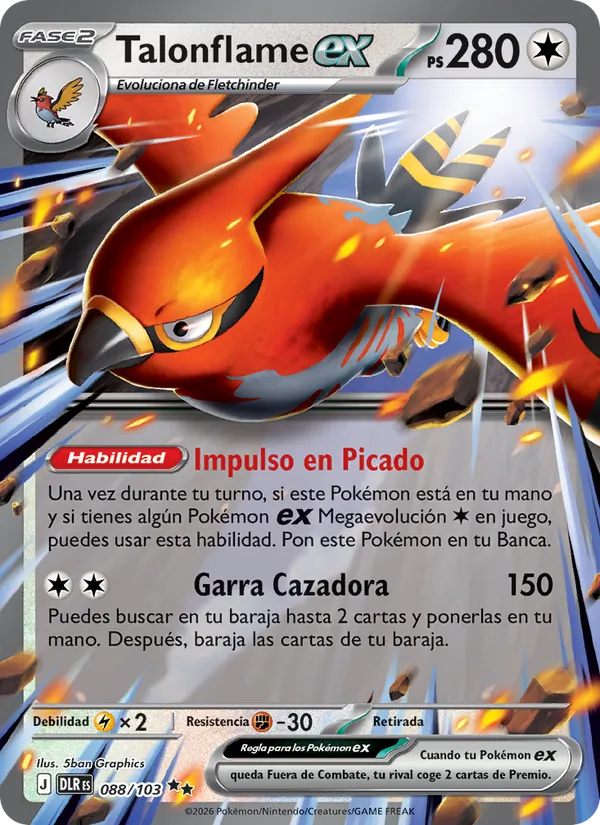 FASE 2
Talonflame ex PS 280
Evoluciona de Fletchinder
Habilidad Impulso en Picado
Una vez durante tu turno, si este Pokémon está en tu mano
y si tienes algún Pokémon ex Megaevolución en juego,
puedes usar esta habilidad. Pon este Pokémon en tu Banca.
Garra Cazadora 150
Puedes buscar en tu baraja hasta 2 cartas y ponerlas en tu
mano. Después, baraja las cartas de tu baraja.
Debilidad ×2 Resistencia -30 Retirada
Regla para los Pokémon ex Cuando tu Pokémon ex
queda Fuera de Combate, tu rival coge 2 cartas de Premio.
Ilus. 5ban Graphics
J DLR ES 088/103
©2026 Pokémon/Nintendo/Creatures/GAME FREAK